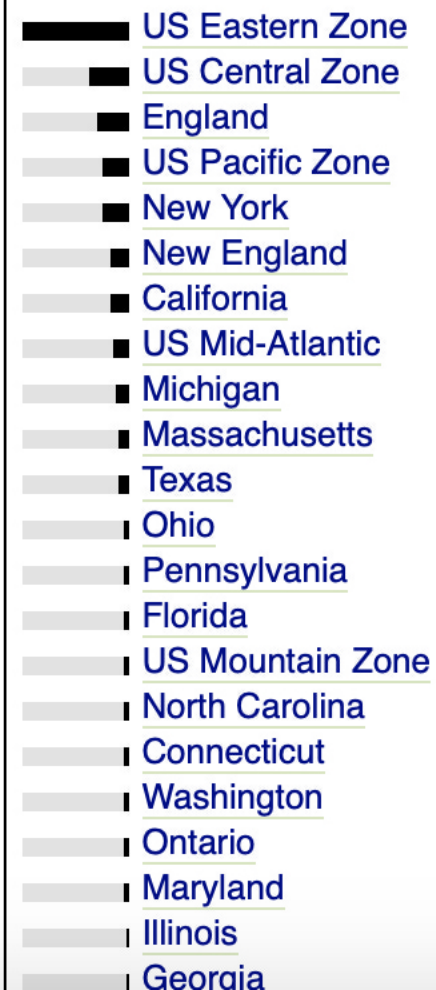 US Eastern Zone
US Central Zone
England
US Pacific Zone
New York
New England
California
US Mid-Atlantic
Michigan
Massachusetts
Texas
Ohio
Pennsylvania
Florida
US Mountain Zone
North Carolina
Connecticut
Washington
Ontario
Maryland
Illinois
Georgia